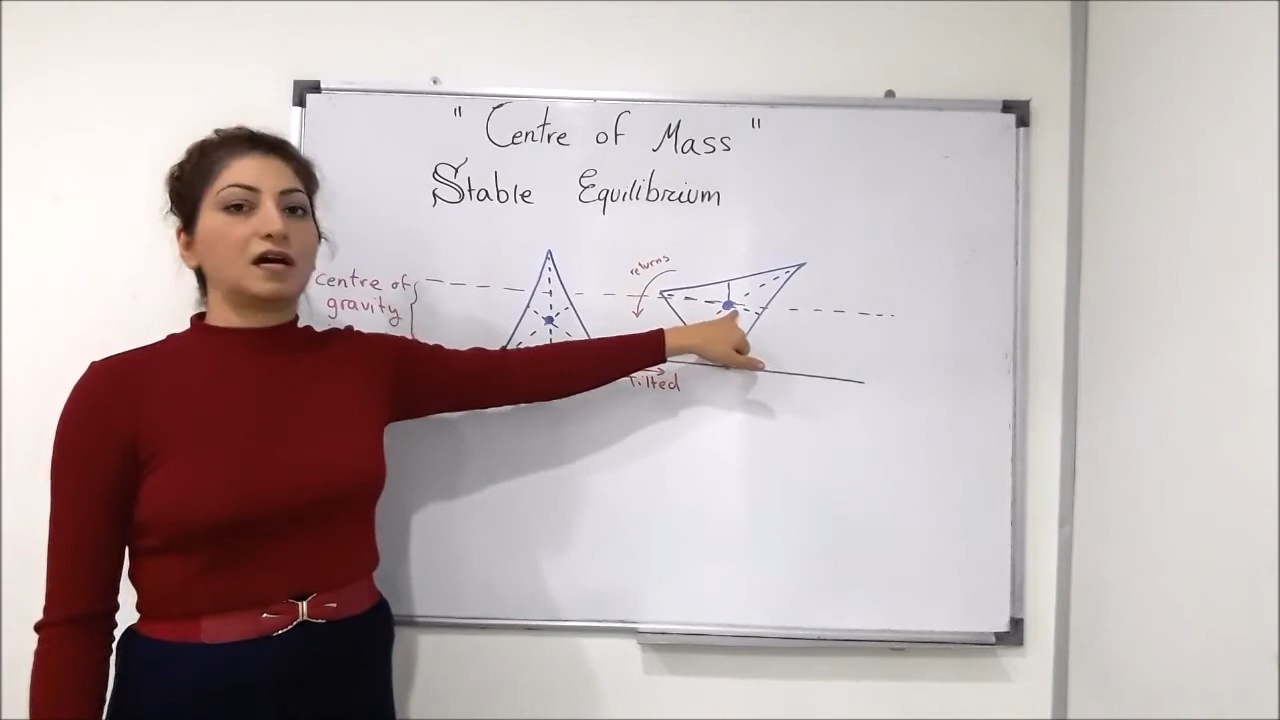 " Centre of Mass "
Stable Equilibrium
returns
centre of
gravity
Tilted